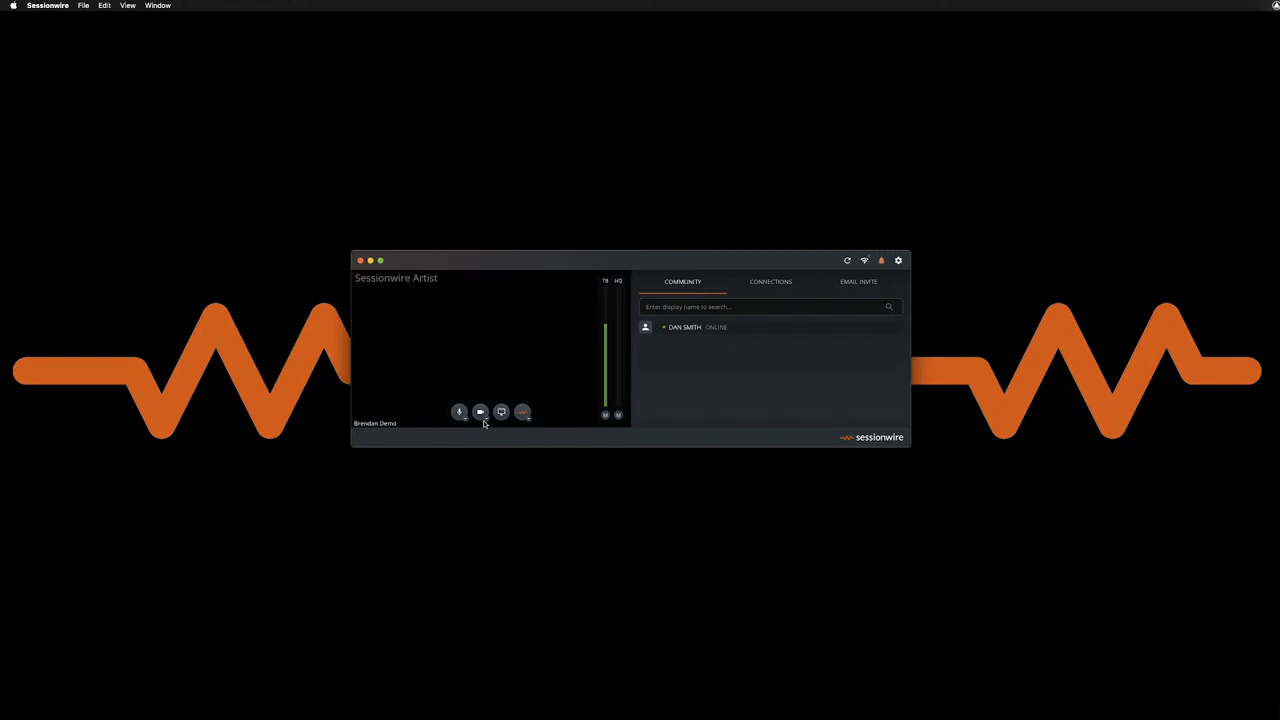 Sessionwire File Edit View Window
Sessionwire Artist
TB HQ
COMMUNITY CONNECTIONS EMAIL INVITE
Enter display name to search...
DAN SMITH ONLINE
M M
Brendan Demo
sessionwire